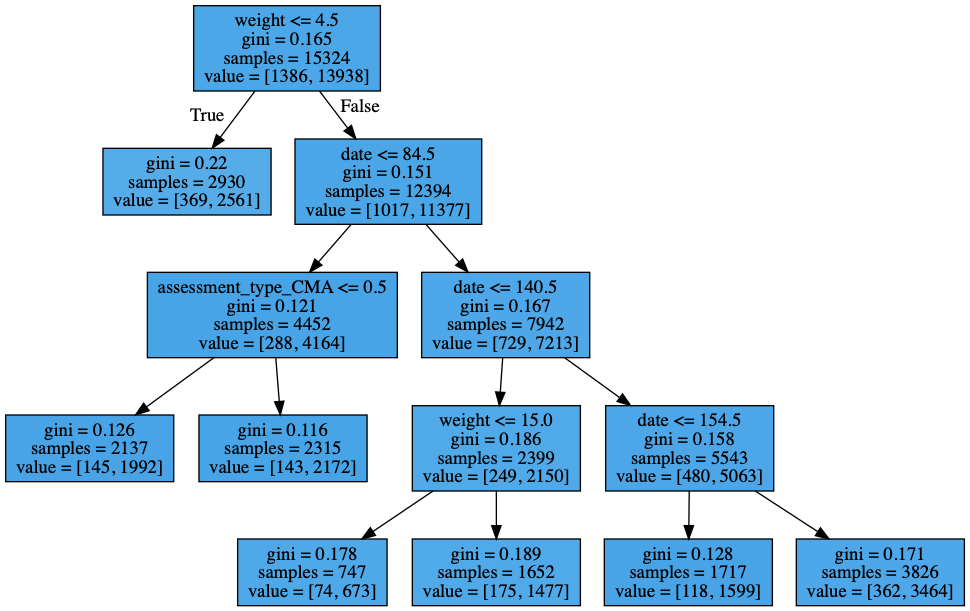 weight <= 4.5
gini = 0.165
samples = 15324
value = [1386, 13938]
True
False
gini = 0.22
samples = 2930
value = [369, 2561]
date <= 84.5
gini = 0.151
samples = 12394
value = [1017, 11377]
assessment_type_CMA <= 0.5
gini = 0.121
samples = 4452
value = [288, 4164]
date <= 140.5
gini = 0.167
samples = 7942
value = [729, 7213]
gini = 0.126
samples = 2137
value = [145, 1992]
gini = 0.116
samples = 2315
value = [143, 2172]
weight <= 15.0
gini = 0.186
samples = 2399
value = [249, 2150]
date <= 154.5
gini = 0.158
samples = 5543
value = [480, 5063]
gini = 0.178
samples = 747
value = [74, 673]
gini = 0.189
samples = 1652
value = [175, 1477]
gini = 0.128
samples = 1717
value = [118, 1599]
gini = 0.171
samples = 3826
value = [362, 3464]